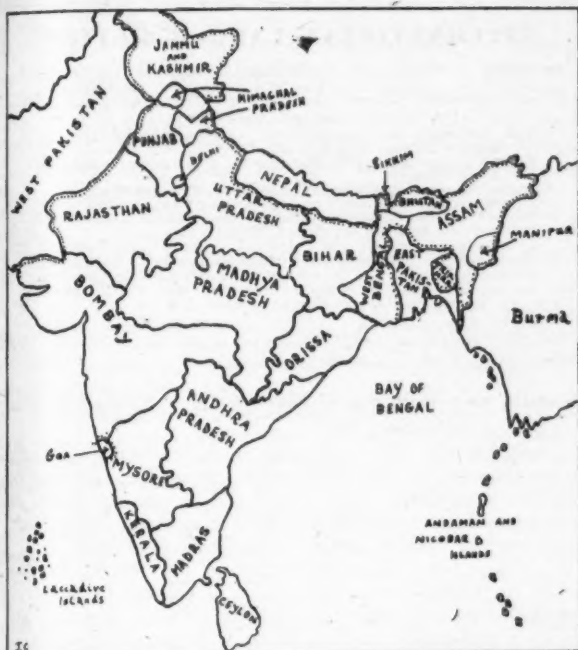 JAMMU
AND
KASHMIR
HIMACHAL
PRADESH
WEST PAKISTAN
PUNJAB
DELHI
RAJASTHAN
UTTAR
PRADESH
NEPAL
SIKKIM
BHUTAN
ASSAM
MANIPUR
BIHAR
WEST
BENGAL
EAST
PAKIS-
TAN
BOMBAY
MADHYA
PRADESH
ORISSA
Burma
BAY OF
BENGAL
ANDHRA
PRADESH
Goa
MYSORE
KERALA
MADRAS
CEYLON
Laccadive
Islands
ANDAMAN AND
NICOBAR
ISLANDS